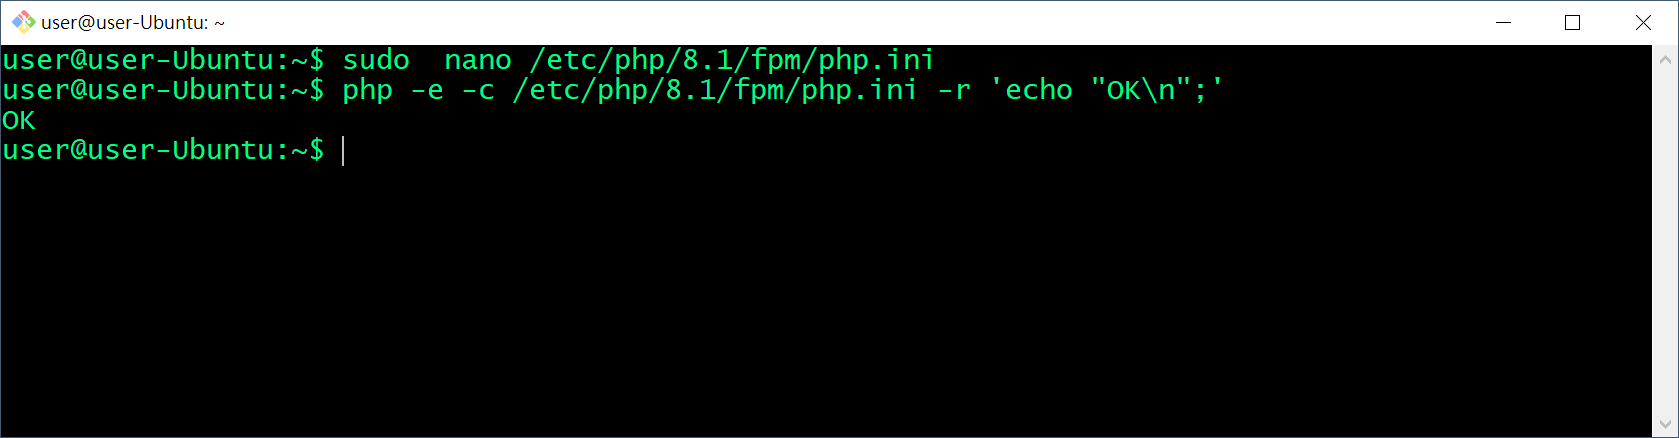 user@user-Ubuntu: ~
user@user-Ubuntu:~$ sudo  nano /etc/php/8.1/fpm/php.ini
user@user-Ubuntu:~$ php -e -c /etc/php/8.1/fpm/php.ini -r 'echo "OK\n";'
OK
user@user-Ubuntu:~$